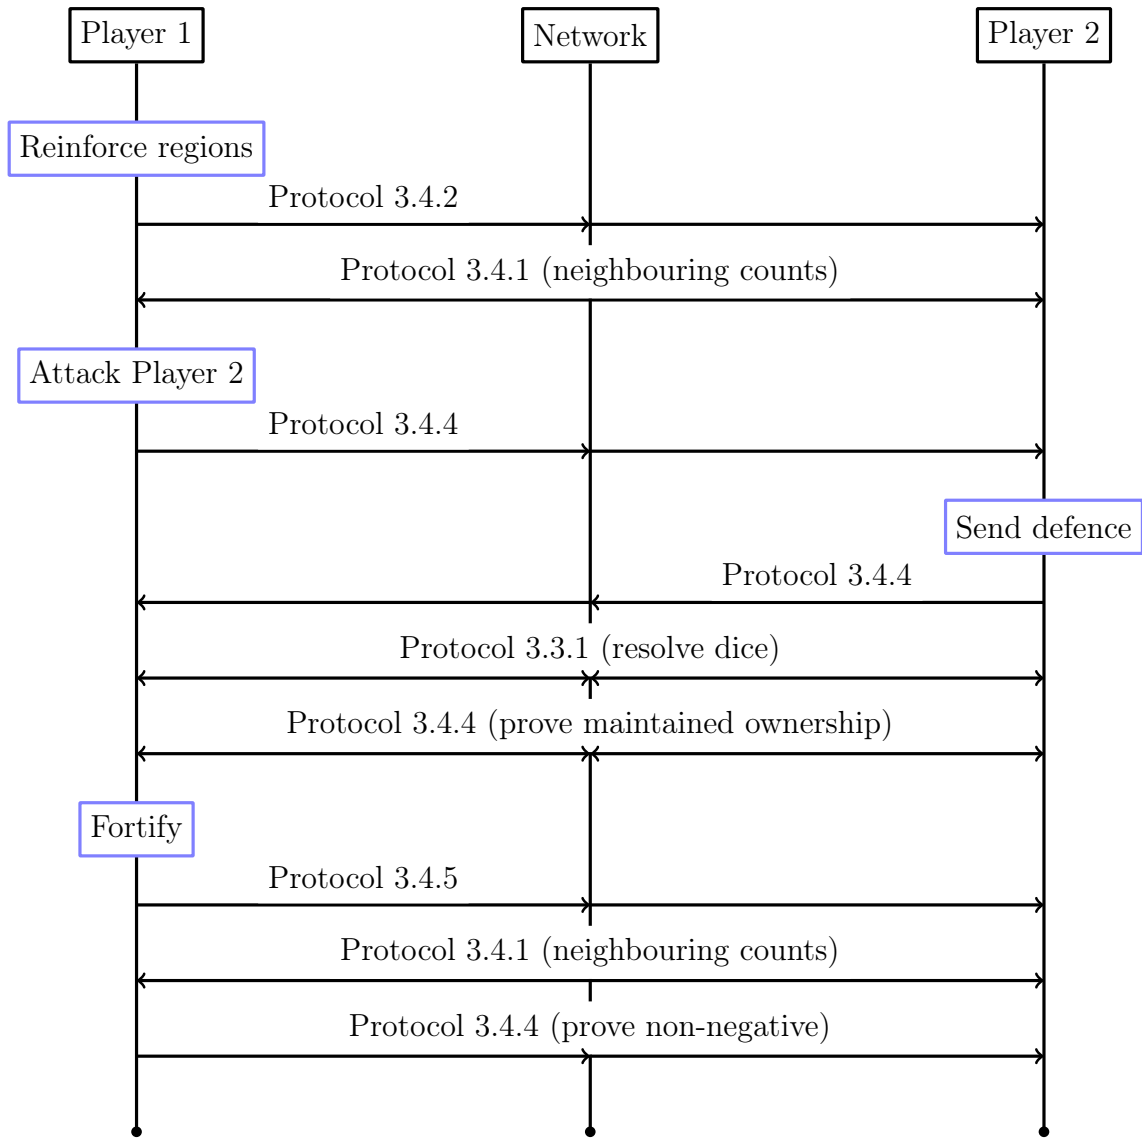 Player 1
Network
Player 2
Reinforce regions
Protocol 3.4.2
Protocol 3.4.1 (neighbouring counts)
Attack Player 2
Protocol 3.4.4
Send defence
Protocol 3.4.4
Protocol 3.3.1 (resolve dice)
Protocol 3.4.4 (prove maintained ownership)
Fortify
Protocol 3.4.5
Protocol 3.4.1 (neighbouring counts)
Protocol 3.4.4 (prove non-negative)